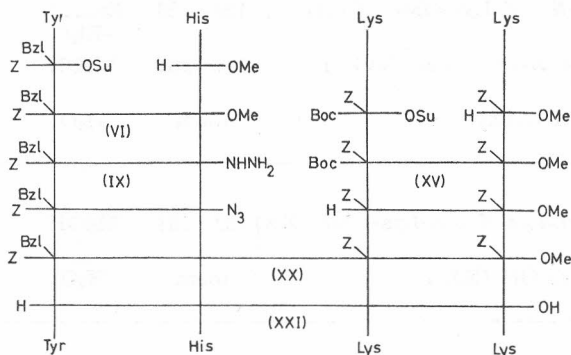 Tyr His Lys Lys
Bzl
Z OSu H OMe
Bzl Z Z
Z OMe Boc OSu H OMe
(VI)
Bzl Z Z
Z NHNH2 Boc OMe
(IX) (XV)
Bzl Z Z
Z N3 H OMe
Bzl Z Z
Z OMe
(XX)
H OH
(XXI)
Tyr His Lys Lys